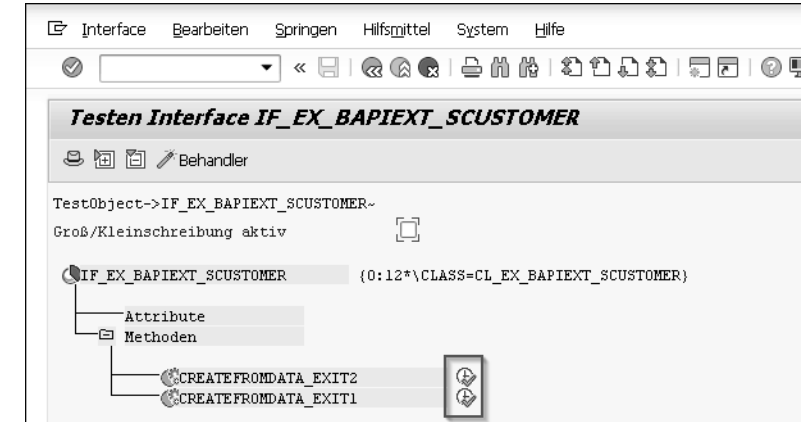 Interface Bearbeiten Springen Hilfsmittel System Hilfe
Testen Interface IF_EX_BAPIEXT_SCUSTOMER
Behandler
TestObject->IF_EX_BAPIEXT_SCUSTOMER~
Groß/Kleinschreibung aktiv
IF_EX_BAPIEXT_SCUSTOMER {0:12*\CLASS=CL_EX_BAPIEXT_SCUSTOMER}
Attribute
Methoden
CREATEFROMDATA_EXIT2
CREATEFROMDATA_EXIT1